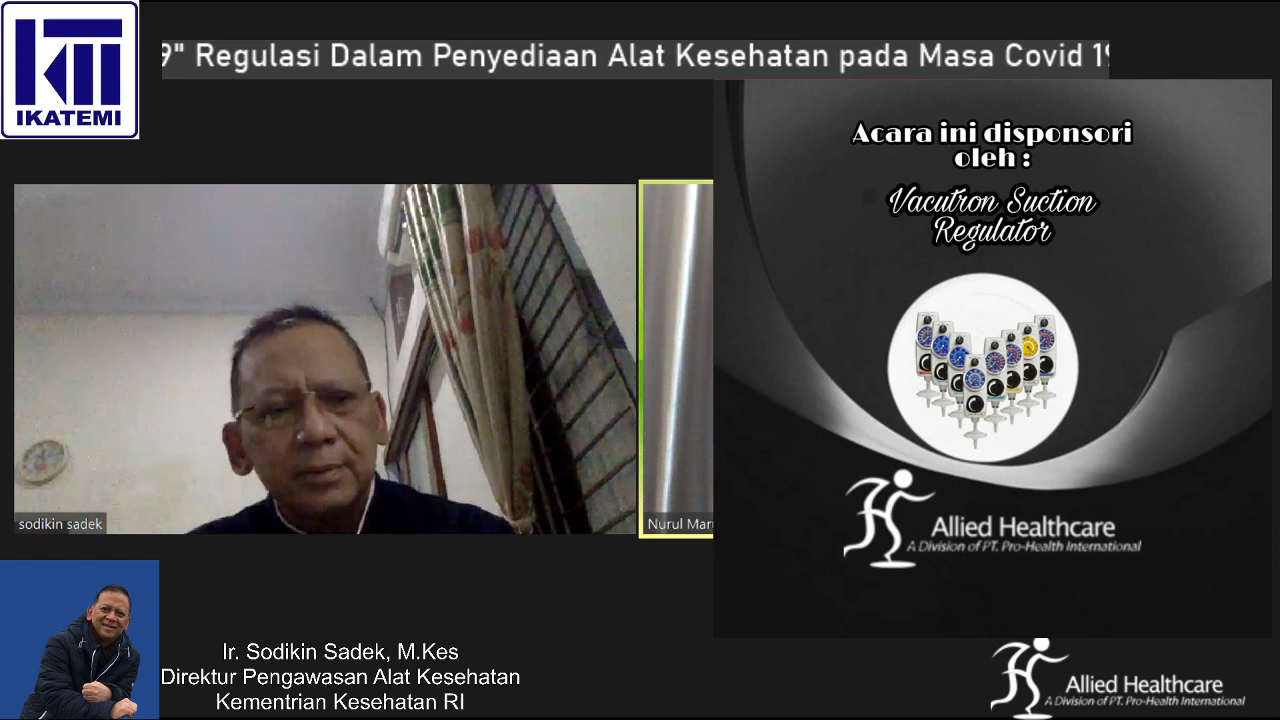 IKATEMI
9" Regulasi Dalam Penyediaan Alat Kesehatan pada Masa Covid 19
Acara ini disponsori
oleh :
Vacutron Suction
Regulator
Allied Healthcare
A Division of PT. Pro-Health International
sodikin sadek
Nurul
Ir. Sodikin Sadek, M.Kes
Direktur Pengawasan Alat Kesehatan
Kementrian Kesehatan RI
Allied Healthcare
A Division of PT. Pro-Health International